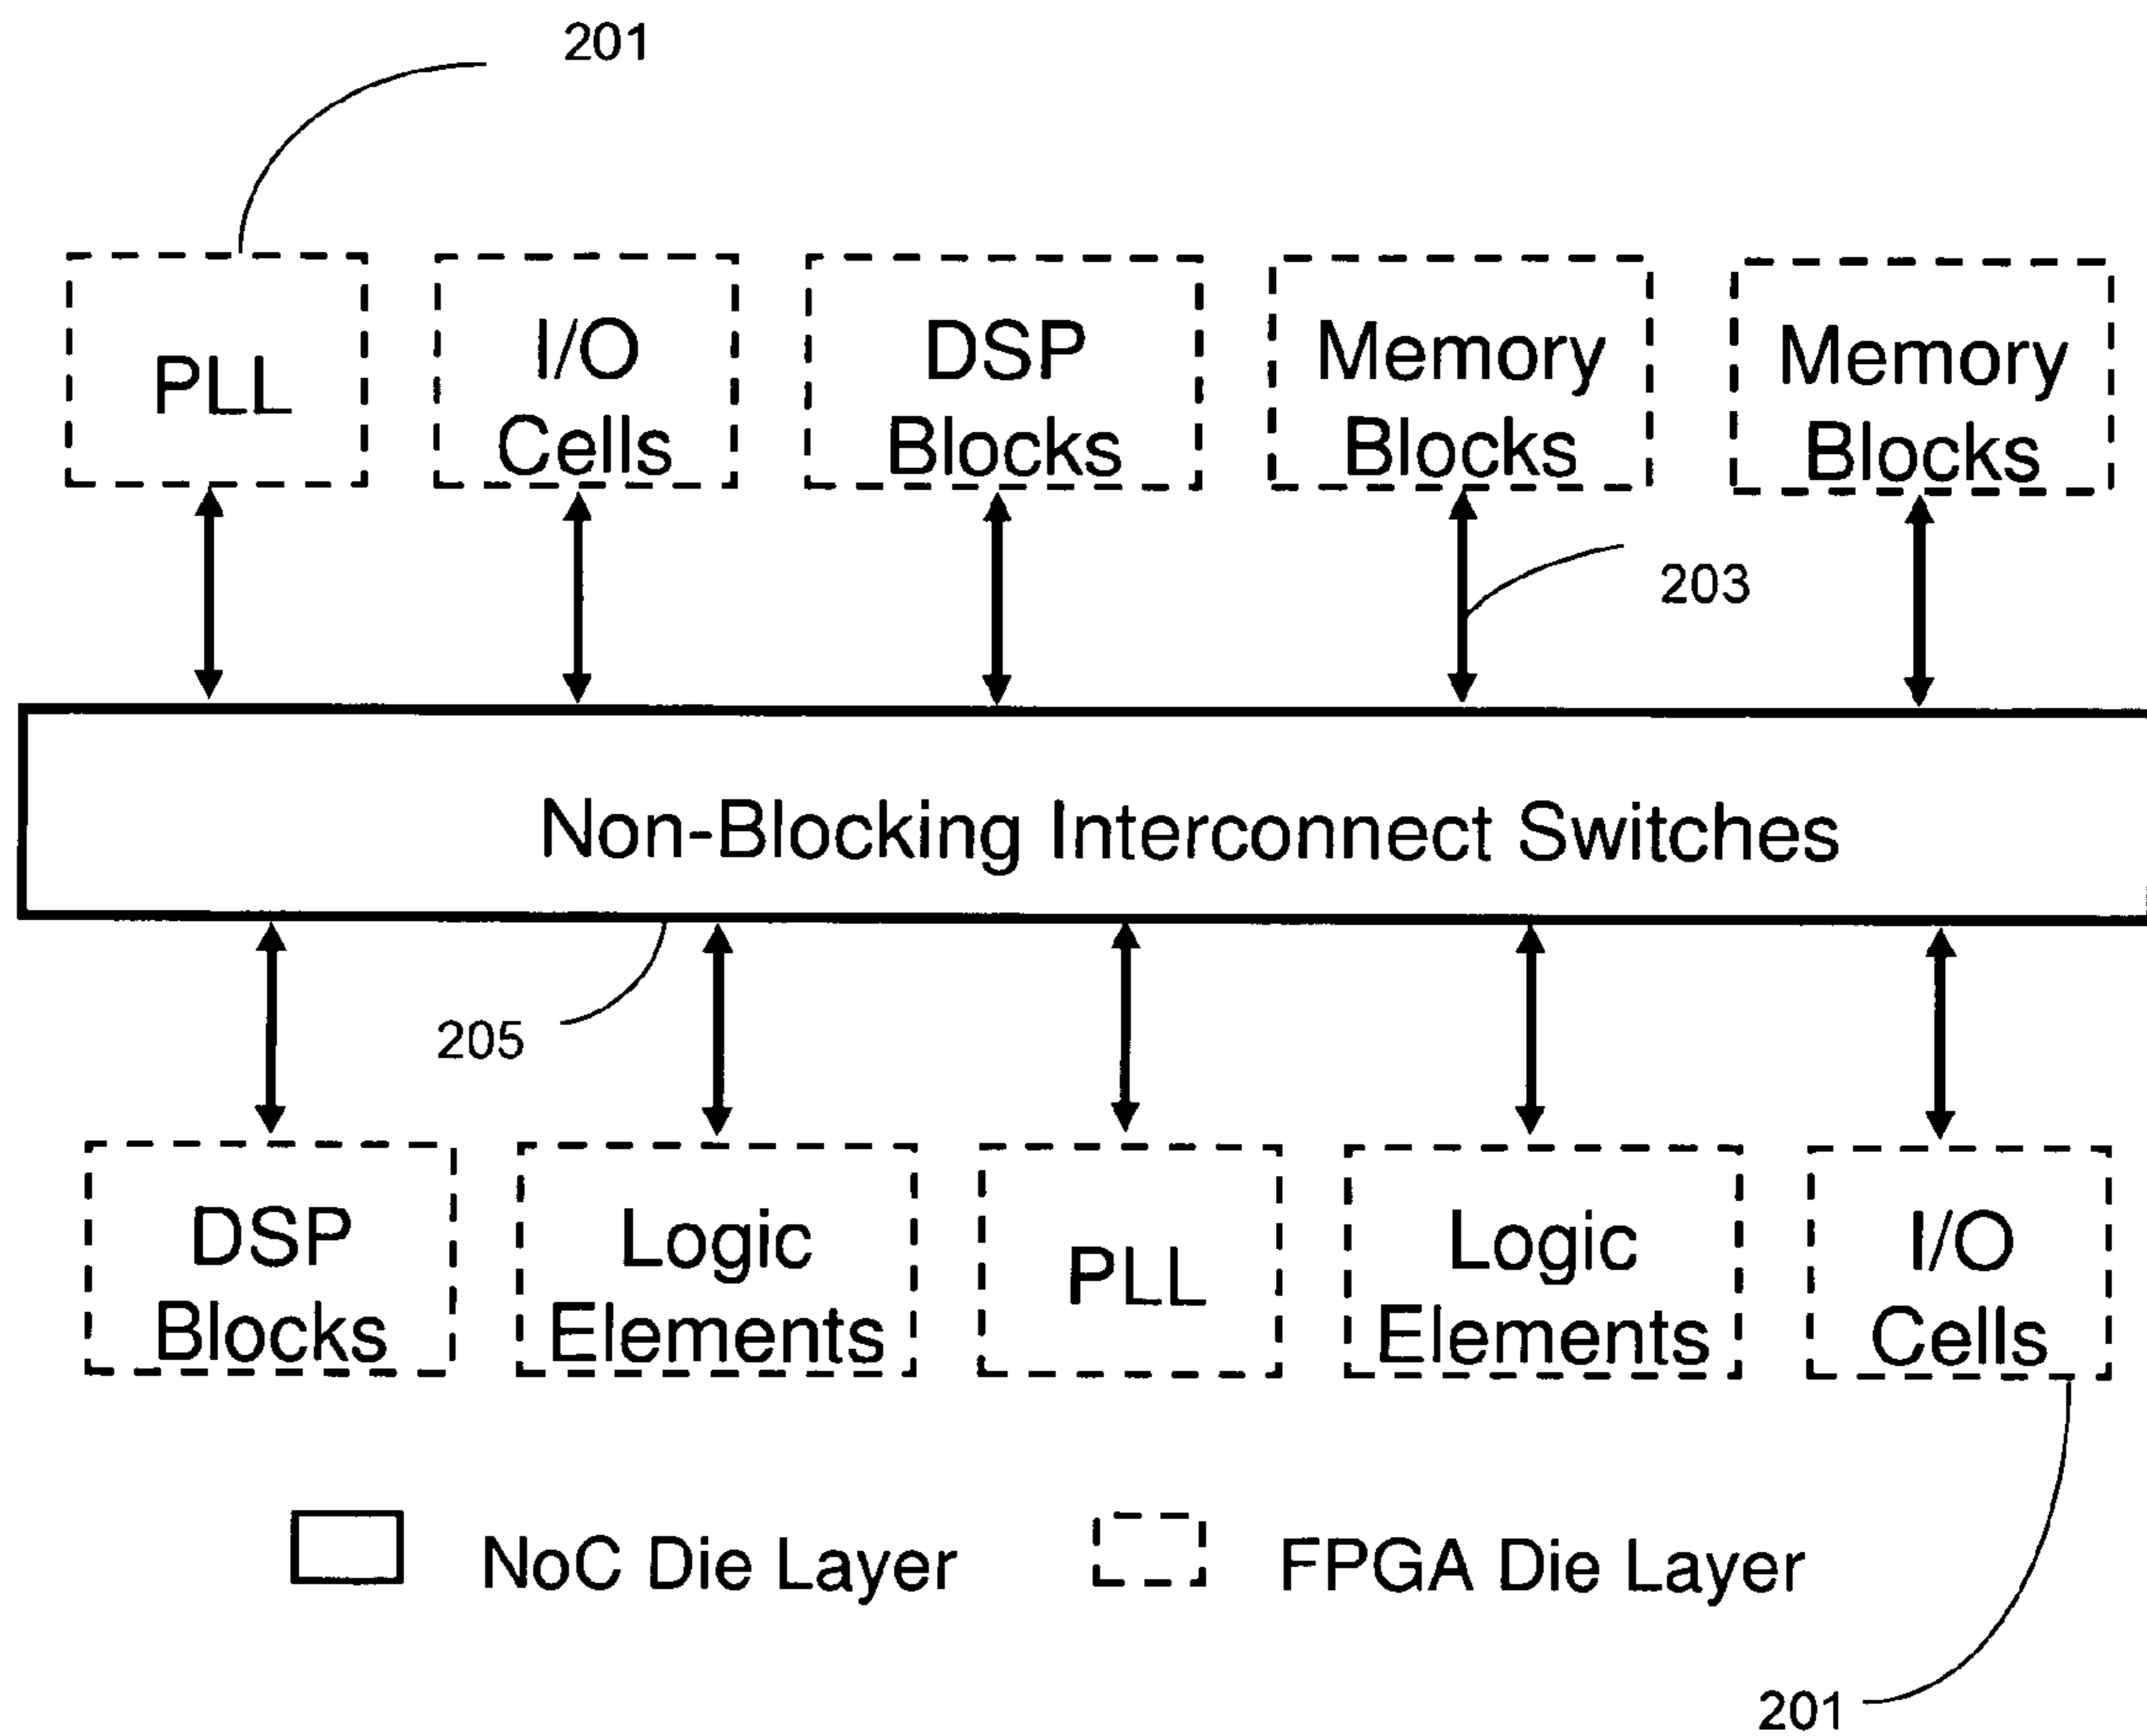 201
PLL
I/O
Cells
DSP
Blocks
Memory
Blocks
Memory
Blocks
203
Non-Blocking Interconnect Switches
205
DSP
Blocks
Logic
Elements
PLL
Logic
Elements
I/O
Cells
NoC Die Layer
FPGA Die Layer
201